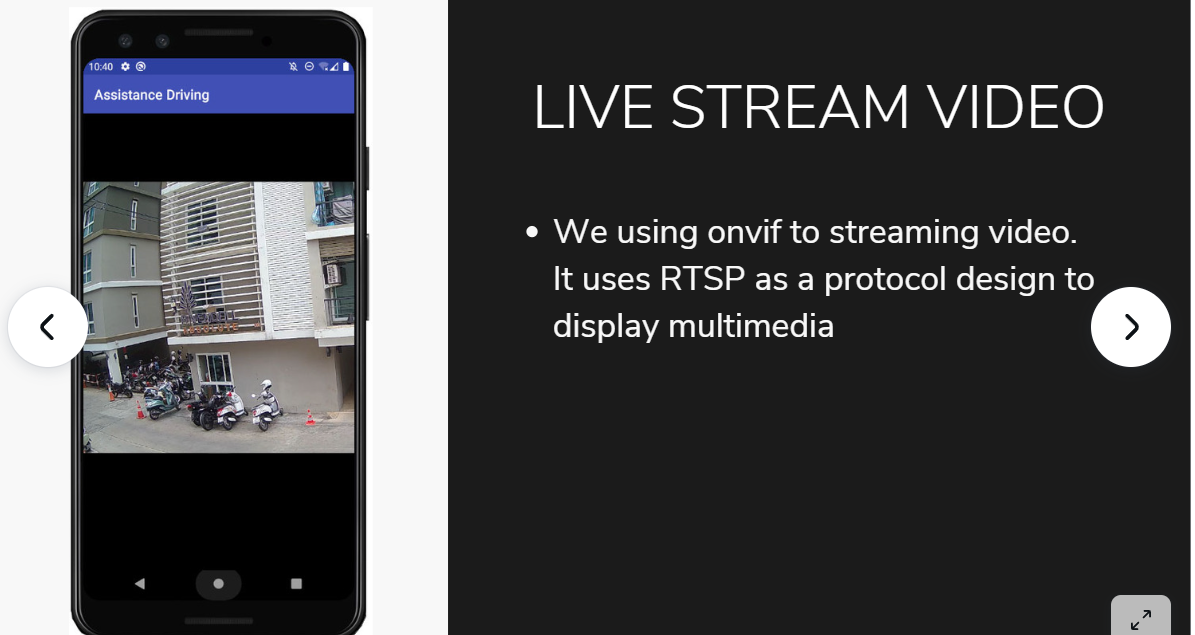 10:40
Assistance Driving
LIVE STREAM VIDEO
• We using onvif to streaming video.
It uses RTSP as a protocol design to
display multimedia